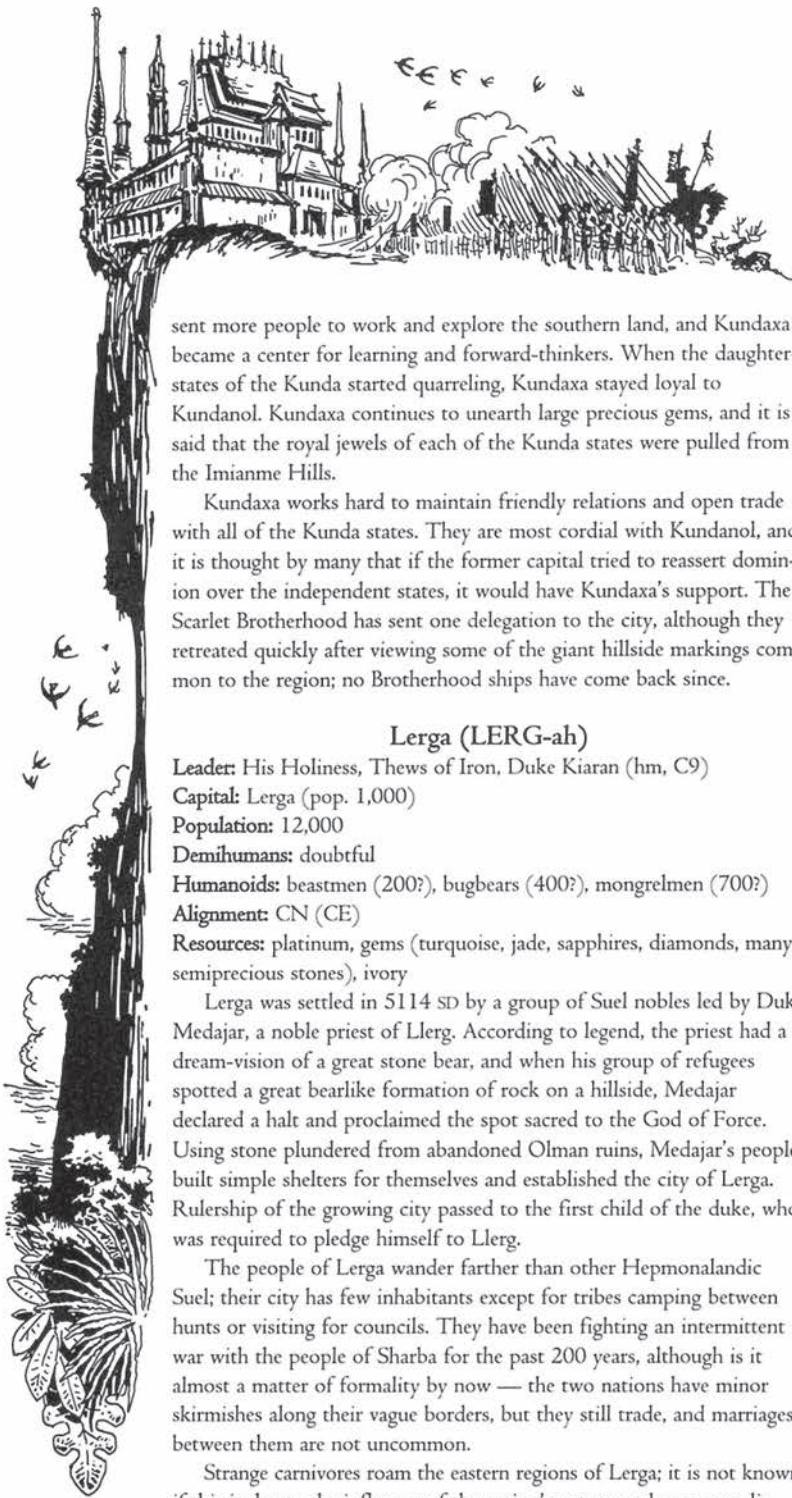 sent more people to work and explore the southern land, and Kundaxa
became a center for learning and forward-thinkers. When the daughter
states of the Kunda started quarreling, Kundaxa stayed loyal to
Kundanol. Kundaxa continues to unearth large precious gems, and it is
said that the royal jewels of each of the Kunda states were pulled from
the Imianme Hills.
Kundaxa works hard to maintain friendly relations and open trade
with all of the Kunda states. They are most cordial with Kundanol, and
it is thought by many that if the former capital tried to reassert domin-
ion over the independent states, it would have Kundaxa's support. The
Scarlet Brotherhood has sent one delegation to the city, although they
retreated quickly after viewing some of the giant hillside markings com
mon to the region; no Brotherhood ships have come back since.
Lerga (LERG-ah)
Leader: His Holiness, Thews of Iron, Duke Kiaran (hm, C9)
Capital: Lerga (pop. 1,000)
Population: 12,000
Demihumans: doubtful
Humanoids: beastmen (200?), bugbears (400?), mongrelmen (700?)
Alignment: CN (CE)
Resources: platinum, gems (turquoise, jade, sapphires, diamonds, many
semiprecious stones), ivory
Lerga was settled in 5114 SD by a group of Suel nobles led by Duk
Medajar, a noble priest of Llerg. According to legend, the priest had a
dream-vision of a great stone bear, and when his group of refugees
spotted a great bearlike formation of rock on a hillside, Medajar
declared a halt and proclaimed the spot sacred to the God of Force.
Using stone plundered from abandoned Olman ruins, Medajar's people
built simple shelters for themselves and established the city of Lerga.
Rulership of the growing city passed to the first child of the duke, who
was required to pledge himself to Llerg.
The people of Lerga wander farther than other Hepmonalandic
Suel; their city has few inhabitants except for tribes camping between
hunts or visiting for councils. They have been fighting an intermittent
war with the people of Sharba for the past 200 years, although is it
almost a matter of formality by now — the two nations have minor
skirmishes along their vague borders, but they still trade, and marriages
between them are not uncommon.
Strange carnivores roam the eastern regions of Lerga; it is not known